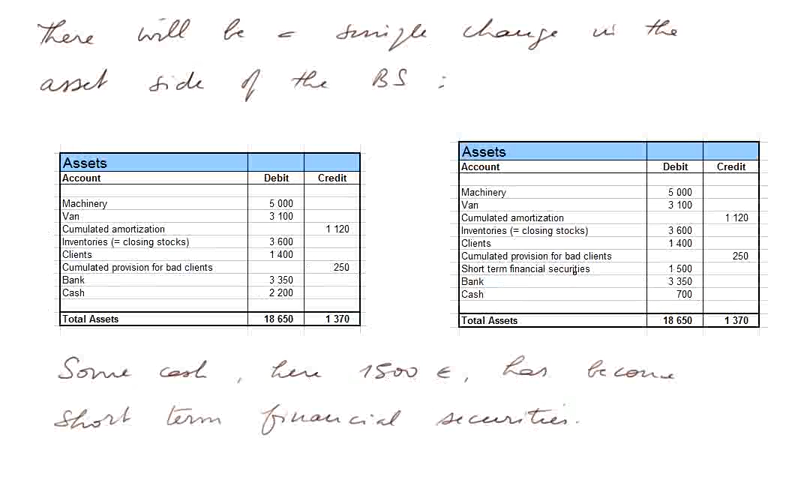 There will be a simple change in the
asset side of the BS :
Assets
Account Debit Credit
Machinery 5 000
Van 3 100
Cumulated amortization 1 120
Inventories (= closing stocks) 3 600
Clients 1 400
Cumulated provision for bad clients 250
Bank 3 350
Cash 2 200
Total Assets 18 650 1 370
Assets
Account Debit Credit
Machinery 5 000
Van 3 100
Cumulated amortization 1 120
Inventories (= closing stocks) 3 600
Clients 1 400
Cumulated provision for bad clients 250
Short term financial securities 1 500
Bank 3 350
Cash 700
Total Assets 18 650 1 370
Some cash , here 1500 €, has become
short term financial securities.